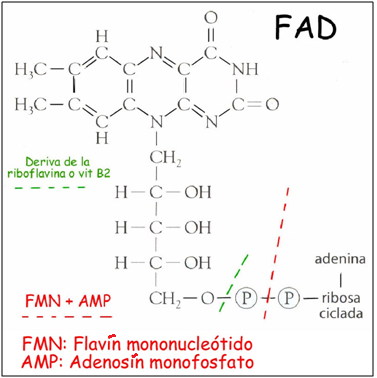 FAD
O
H
H₃C – C
C
N
C
NH
H₃C – C
C
N
C = O
H
N
Deriva de la
riboflavina o vit B2
CH₂
H – C – OH
H – C – OH
H – C – OH
FMN + AMP
CH₂ – O – P – P – ribosa
adenina
ciclada
FMN: Flavín mononucleótido
AMP: Adenosín monofosfato